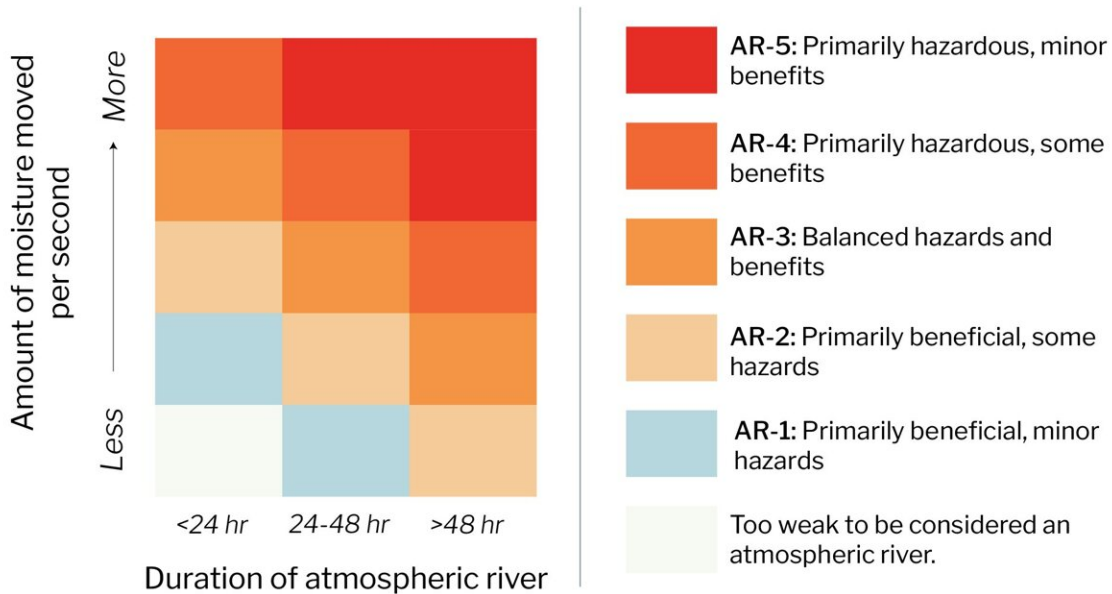 Amount of moisture moved
per second
More
Less
<24 hr
24-48 hr
>48 hr
Duration of atmospheric river
AR-5: Primarily hazardous, minor
benefits
AR-4: Primarily hazardous, some
benefits
AR-3: Balanced hazards and
benefits
AR-2: Primarily beneficial, some
hazards
AR-1: Primarily beneficial, minor
hazards
Too weak to be considered an
atmospheric river.